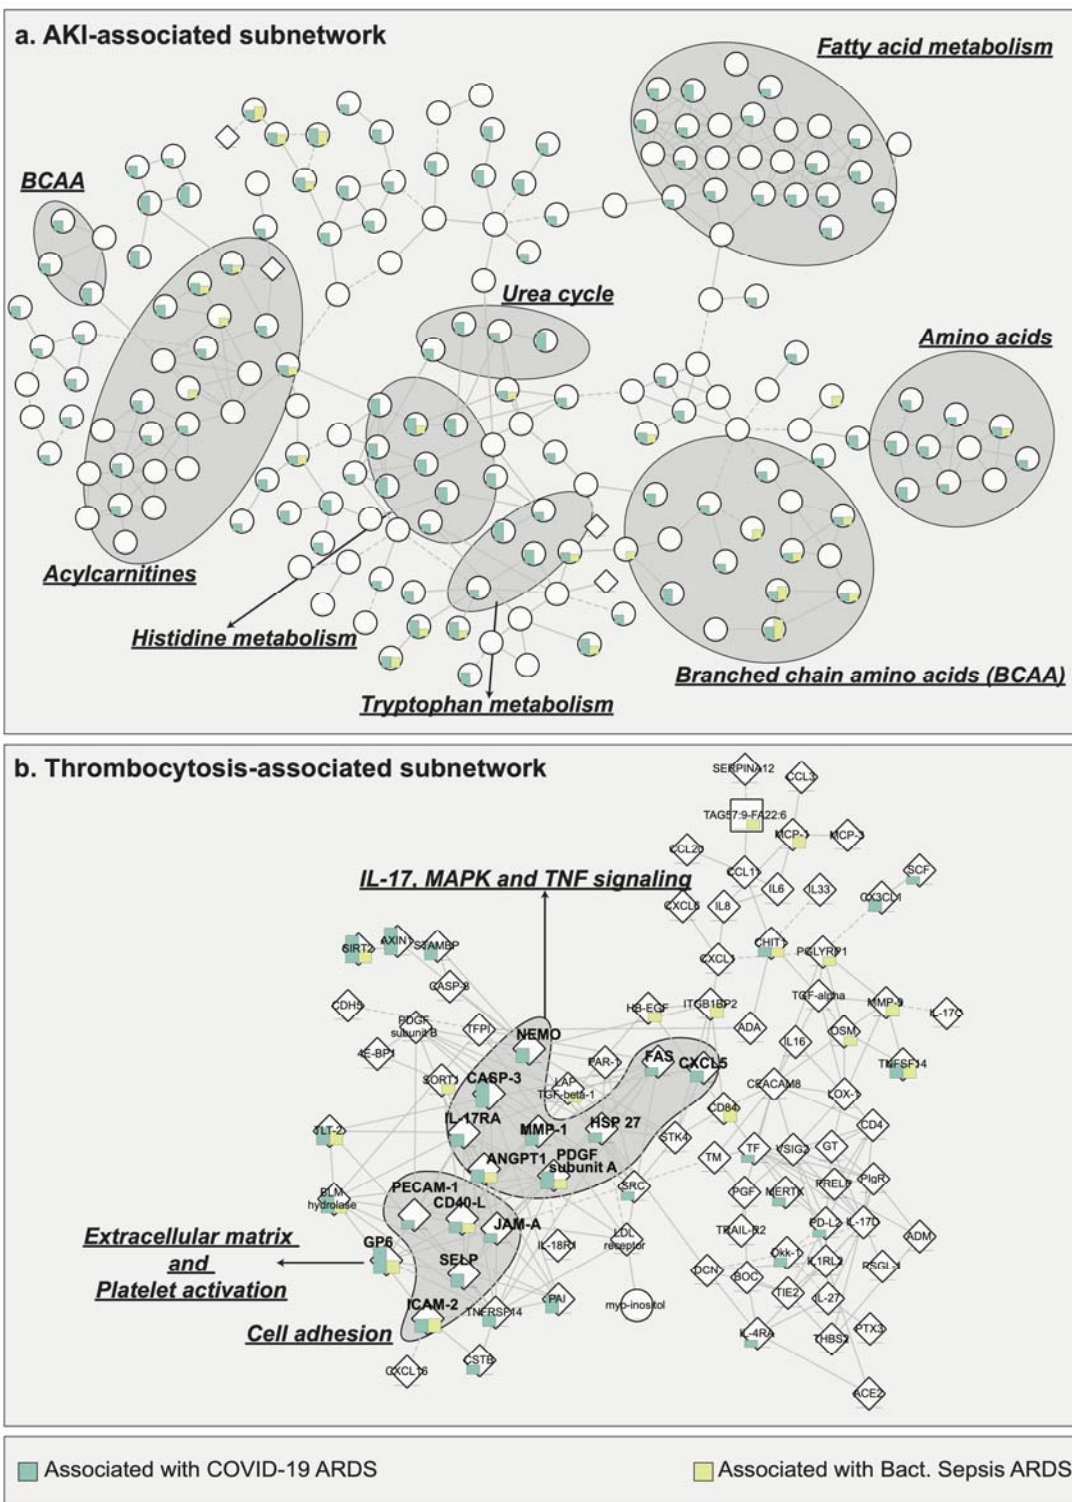 a. AKI-associated subnetwork
Fatty acid metabolism
BCAA
Urea cycle
Amino acids
Acylcarnitines
Histidine metabolism
Branched chain amino acids (BCAA)
Tryptophan metabolism
b. Thrombocytosis-associated subnetwork
SERPINA12
CCL3
TAG57:9-FA22:6
MCP-1
MCP-3
CCL20
CCL11
SCF
IL-17, MAPK and TNF signaling
IL6
IL33
CX3CL1
IL8
SIRT2
AXIN1
STAMBP
CHIT1
PGLYRP1
CXCL1
CASP-8
TGF-alpha
CDH5
HB-EGF
ITGB1BP2
MMP-9
IL-17C
PDGF
subunit B
TFPI
ADA
OSM
NEMO
IL16
4E-BP1
PAR-1
FAS
CXCL5
TNFSF14
SORT1
CASP-3
LAP
TGF-beta-1
CEACAM8
LOX-1
CD84
TLT-2
IL-17RA
MMP-1
HSP 27
CD4
STK4
TM
TF
VSIG2
GT
ANGPT1
PDGF
subunit A
PIgR
BLM
hydrolase
PECAM-1
SRC
PGF
MERTK
PRELP
CD40-L
JAM-A
TRAIL-R2
PD-L2
IL-17D
ADM
Extracellular matrix
and
Platelet activation
GP6
IL-18R1
LDL
receptor
Dkk-1
IL1RL2
PSGL-1
SELP
DCN
BOC
TIE2
IL-27
ICAM-2
TNFRSF14
PAI
myo-inositol
Cell adhesion
IL-4RA
THBS2
PTX3
CXCL16
CSTB
ACE2
Associated with COVID-19 ARDS
Associated with Bact. Sepsis ARDS